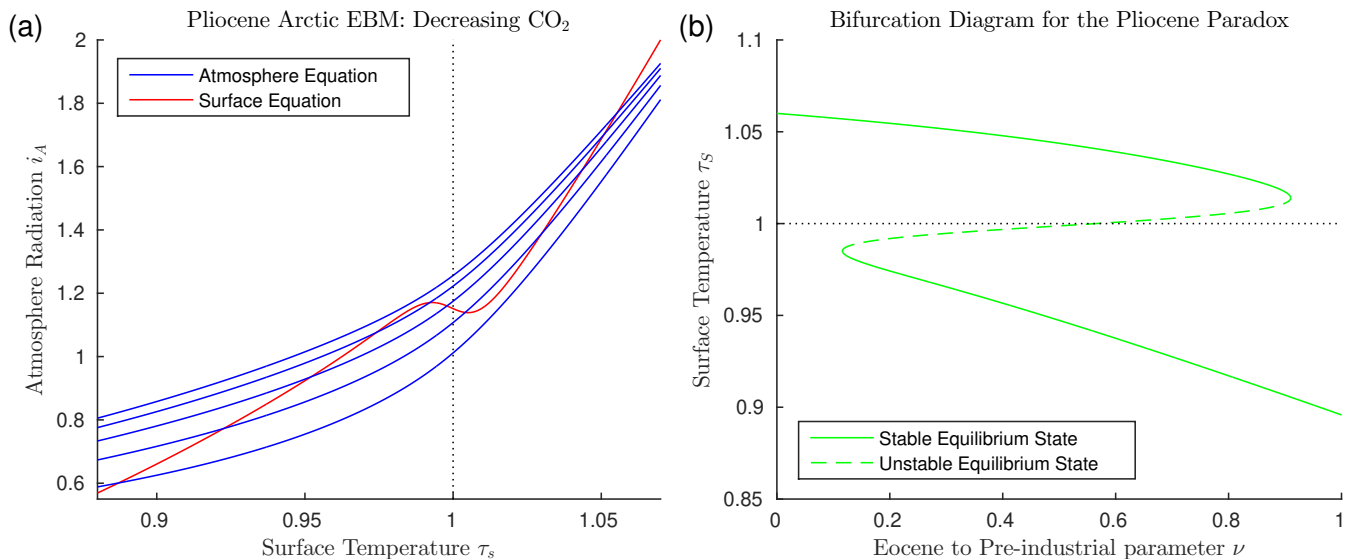 (a)
Pliocene Arctic EBM: Decreasing CO₂
2
1.8
1.6
1.4
1.2
1
0.8
0.6
Atmosphere Radiation i_A
Atmosphere Equation
Surface Equation
0.9
0.95
1
1.05
Surface Temperature τ_s
(b)
Bifurcation Diagram for the Pliocene Paradox
1.1
1.05
1
0.95
0.9
0.85
Surface Temperature τ_S
Stable Equilibrium State
Unstable Equilibrium State
0
0.2
0.4
0.6
0.8
1
Eocene to Pre-industrial parameter ν